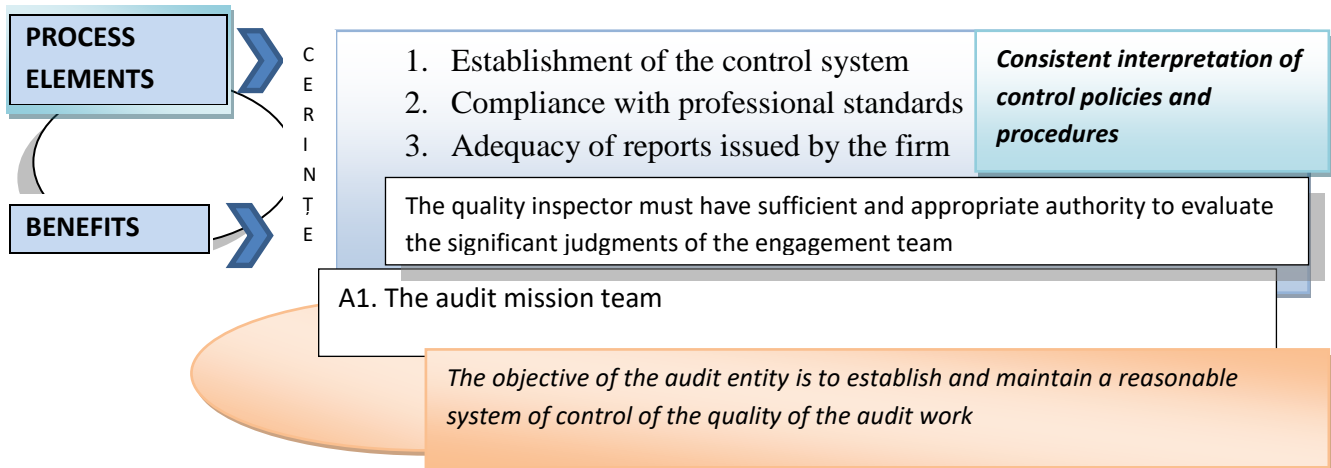 PROCESS
ELEMENTS
BENEFITS
CERINȚE
1. Establishment of the control system
2. Compliance with professional standards
3. Adequacy of reports issued by the firm
Consistent interpretation of
control policies and
procedures
The quality inspector must have sufficient and appropriate authority to evaluate
the significant judgments of the engagement team
A1. The audit mission team
The objective of the audit entity is to establish and maintain a reasonable
system of control of the quality of the audit work